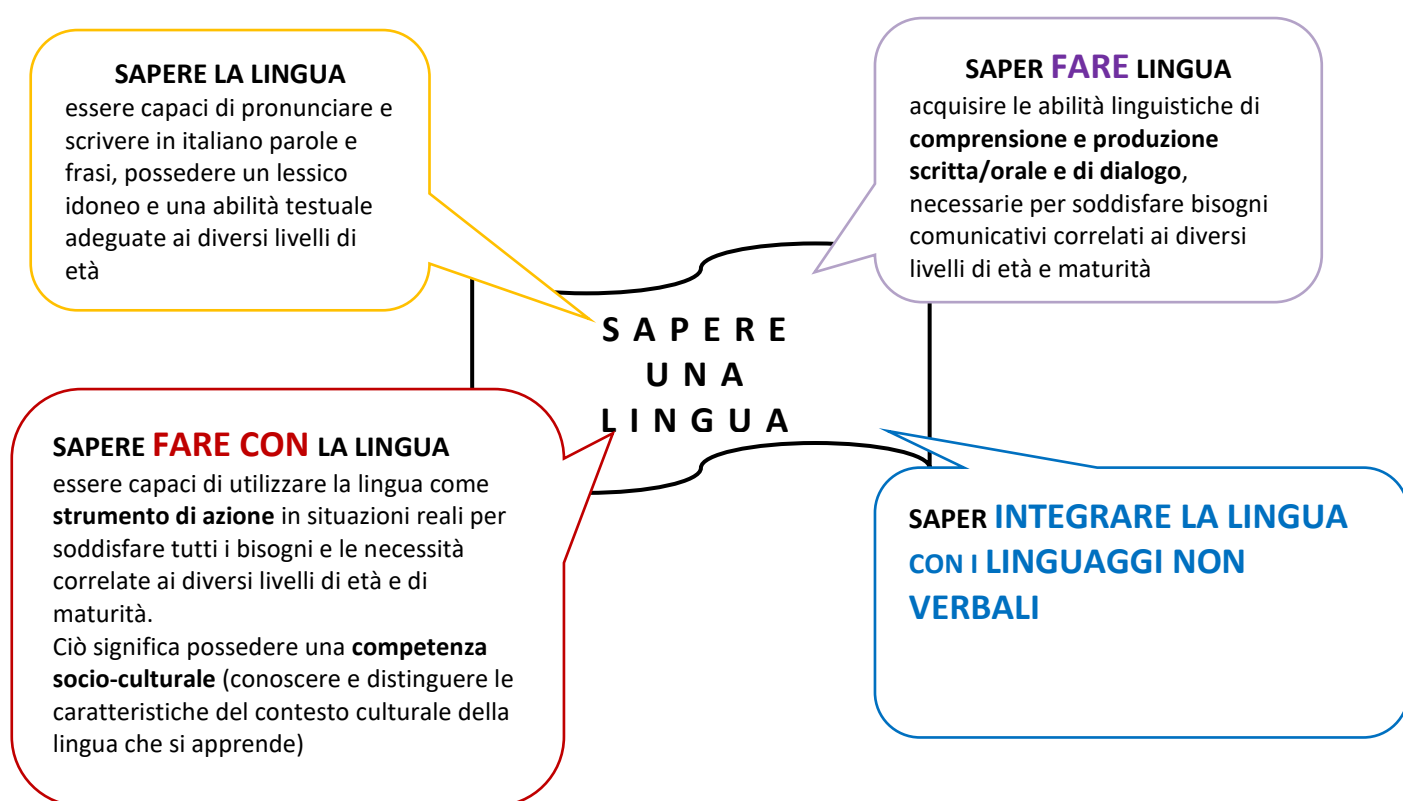 SAPERE LA LINGUA
essere capaci di pronunciare e
scrivere in italiano parole e
frasi, possedere un lessico
idoneo e una abilità testuale
adeguate ai diversi livelli di
età
SAPER FARE LINGUA
acquisire le abilità linguistiche di
comprensione e produzione
scritta/orale e di dialogo,
necessarie per soddisfare bisogni
comunicativi correlati ai diversi
livelli di età e maturità
SAPERE
UNA
LINGUA
SAPERE FARE CON LA LINGUA
essere capaci di utilizzare la lingua come
strumento di azione in situazioni reali per
soddisfare tutti i bisogni e le necessità
correlate ai diversi livelli di età e di
maturità.
Ciò significa possedere una competenza
socio-culturale (conoscere e distinguere le
caratteristiche del contesto culturale della
lingua che si apprende)
SAPER INTEGRARE LA LINGUA
CON I LINGUAGGI NON
VERBALI